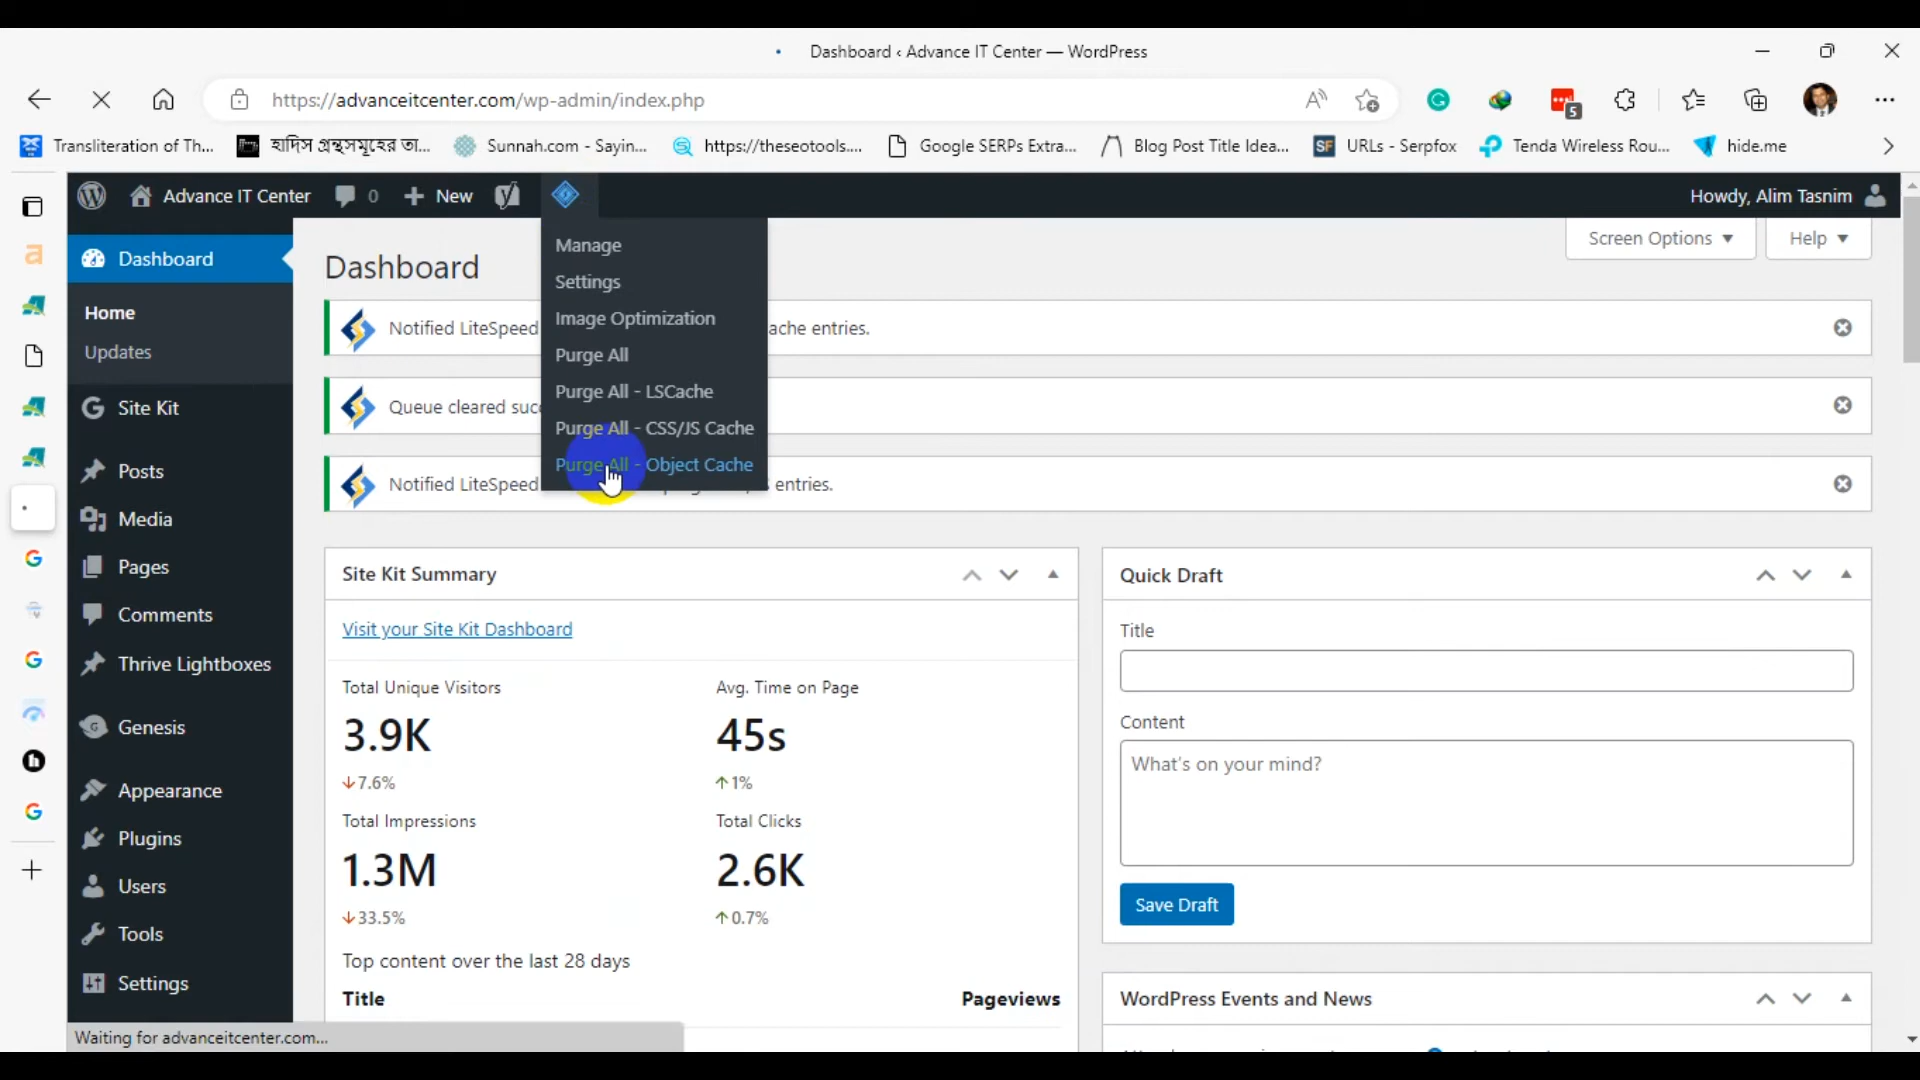 Dashboard ‹ Advance IT Center — WordPress
https://advanceitcenter.com/wp-admin/index.php
5
Transliteration of Th...
হাদিস গ্রন্থসমূহের তা...
Sunnah.com - Sayin...
https://theseotools....
Google SERPs Extra...
Blog Post Title Idea...
SF
URLs - Serpfox
Tenda Wireless Rou...
hide.me
Advance IT Center
0
New
Howdy, Alim Tasnim
Dashboard
Home
Updates
Site Kit
Posts
Media
Pages
Comments
Thrive Lightboxes
Genesis
Appearance
Plugins
Users
Tools
Settings
Manage
Settings
Image Optimization
Purge All
Purge All - LSCache
Purge All - CSS/JS Cache
Purge All - Object Cache
Screen Options
Help
Dashboard
Notified LiteSpeed
ache entries.
Queue cleared suc
Notified LiteSpeed
entries.
Site Kit Summary
Visit your Site Kit Dashboard
Total Unique Visitors
Avg. Time on Page
3.9K
45s
↓7.6%
↑1%
Total Impressions
Total Clicks
1.3M
2.6K
↓33.5%
↑0.7%
Top content over the last 28 days
Title
Pageviews
Quick Draft
Title
Content
What's on your mind?
Save Draft
WordPress Events and News
Waiting for advanceitcenter.com...